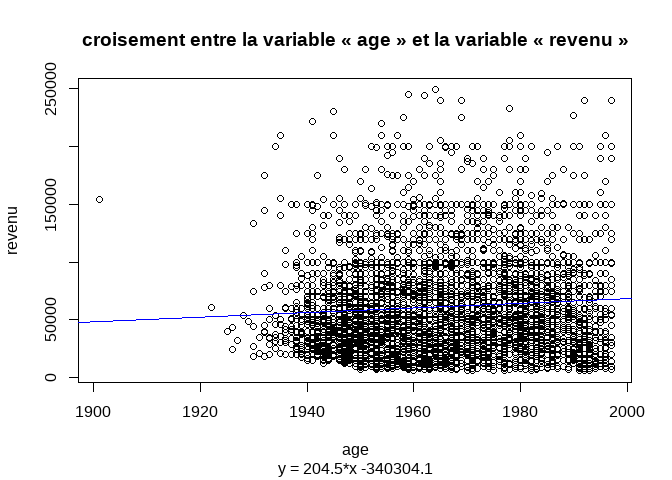 croisement entre la variable « age » et la variable « revenu »
250000
150000
50000
0
revenu
1900 1920 1940 1960 1980 2000
age
y = 204.5*x -340304.1